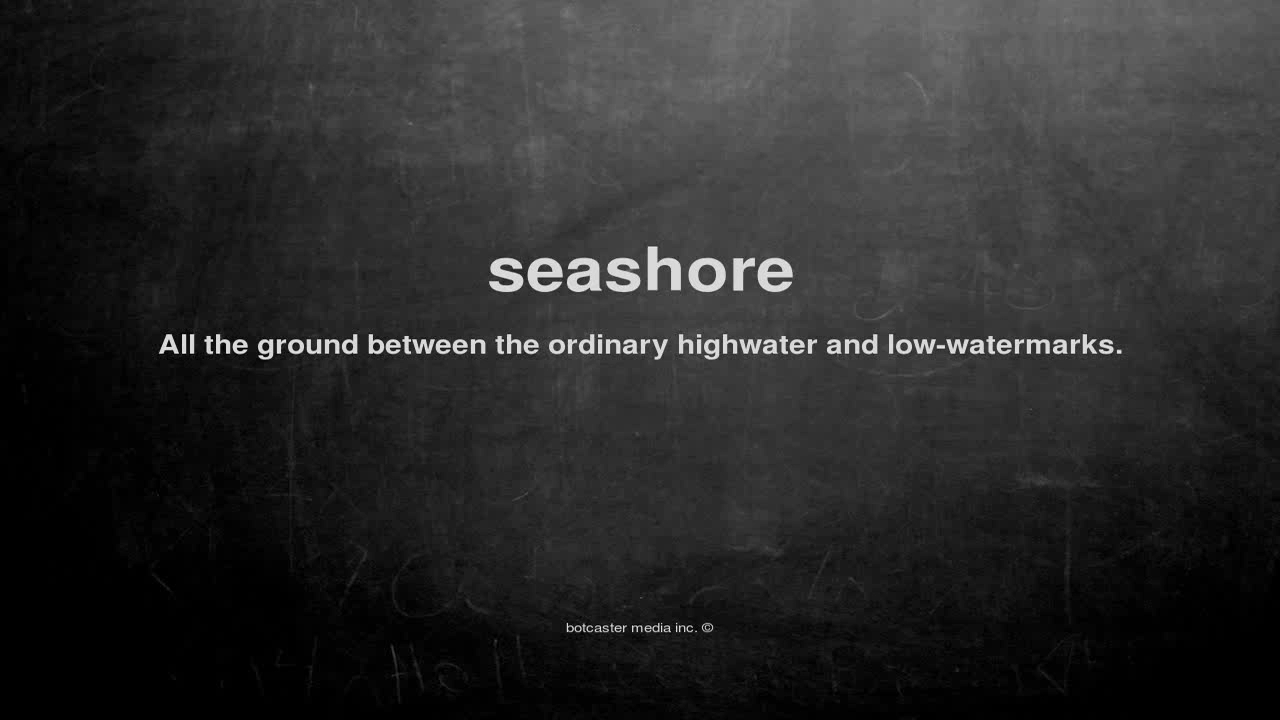 seashore
All the ground between the ordinary highwater and low-watermarks.
botcaster media inc. ©